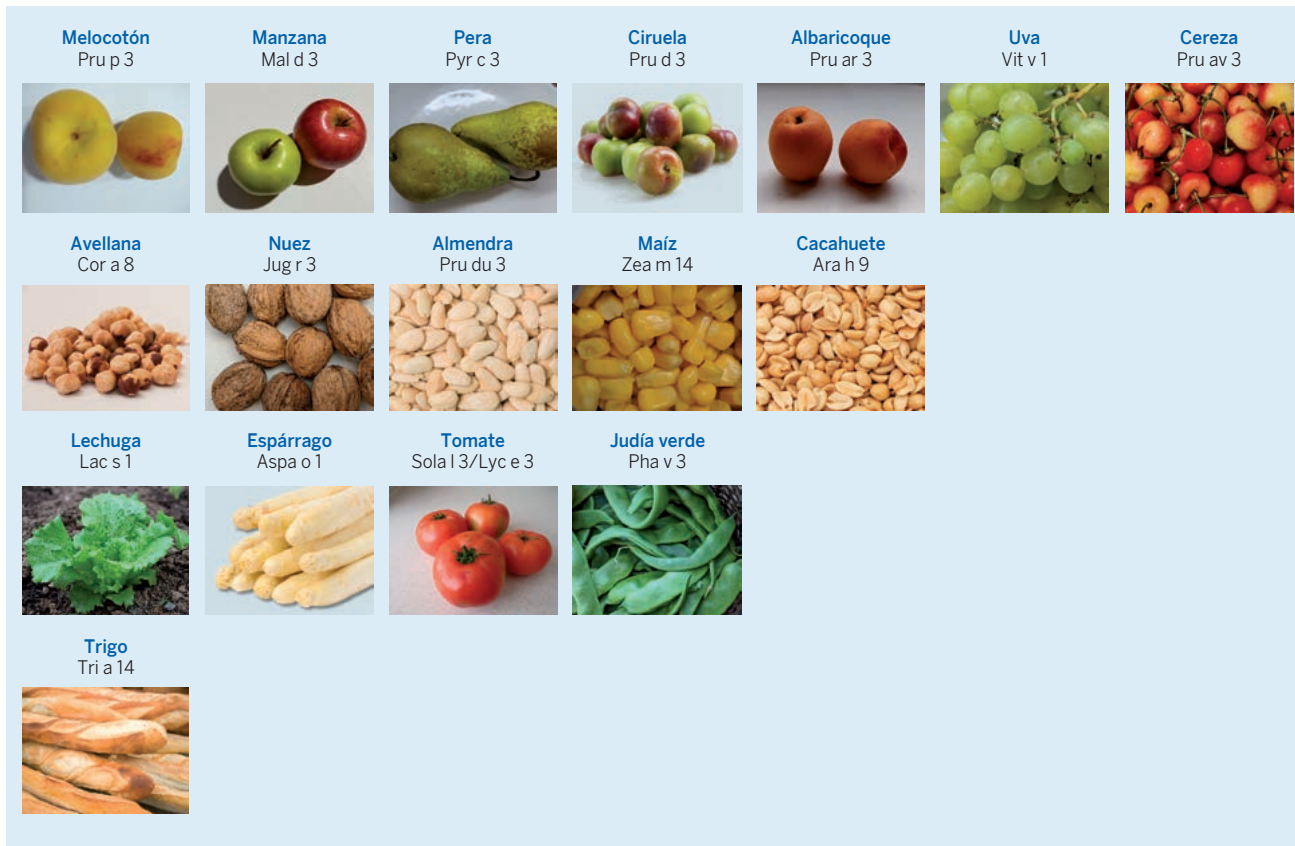 Melocotón
Pru p 3
Manzana
Mal d 3
Pera
Pyr c 3
Ciruela
Pru d 3
Albaricoque
Pru ar 3
Uva
Vit v 1
Cereza
Pru av 3
Avellana
Cor a 8
Nuez
Jug r 3
Almendra
Pru du 3
Maíz
Zea m 14
Cacahuete
Ara h 9
Lechuga
Lac s 1
Espárrago
Aspa o 1
Tomate
Sola l 3/Lyc e 3
Judía verde
Pha v 3
Trigo
Tri a 14